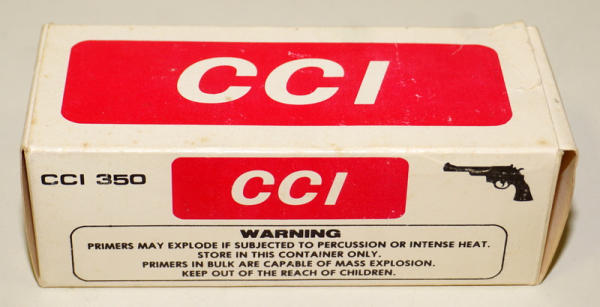 CCI
CCI 350
CCI
WARNING
PRIMERS MAY EXPLODE IF SUBJECTED TO PERCUSSION OR INTENSE HEAT.
STORE IN THIS CONTAINER ONLY.
PRIMERS IN BULK ARE CAPABLE OF MASS EXPLOSION.
KEEP OUT OF THE REACH OF CHILDREN.